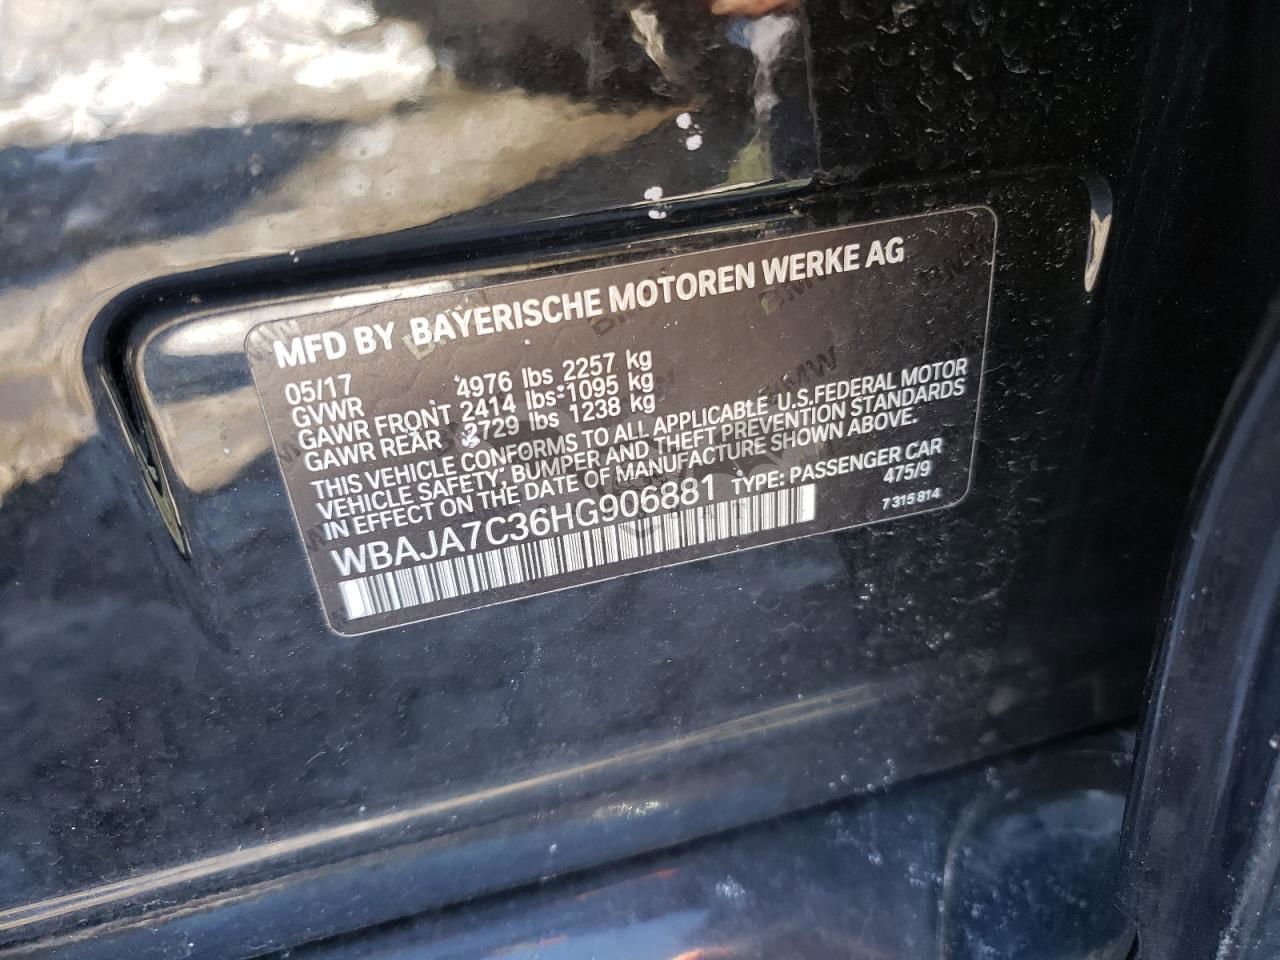 MFD BY BAYERISCHE MOTOREN WERKE AG
05/17
GVWR 4976 lbs 2257 kg
GAWR FRONT 2414 lbs 1095 kg
GAWR REAR 2729 lbs 1238 kg
THIS VEHICLE CONFORMS TO ALL APPLICABLE U.S.FEDERAL MOTOR
VEHICLE SAFETY, BUMPER AND THEFT PREVENTION STANDARDS
IN EFFECT ON THE DATE OF MANUFACTURE SHOWN ABOVE.
WBAJA7C36HG906881 TYPE: PASSENGER CAR
475/9
7 315 814